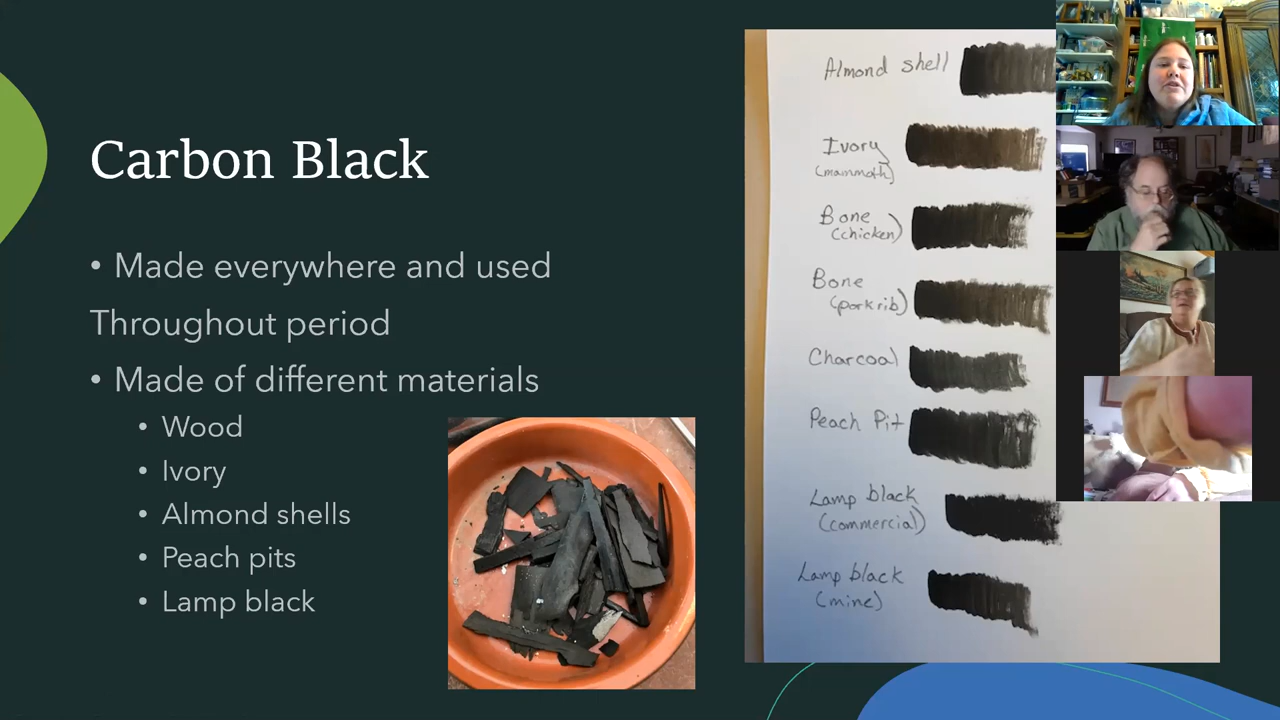 Carbon Black
• Made everywhere and used
Throughout period
• Made of different materials
• Wood
• Ivory
• Almond shells
• Peach pits
• Lamp black
Almond shell
Ivory
(mammoth)
Bone
(chicken)
Bone
(pork rib)
Charcoal
Peach Pit
Lamp black
(commercial)
Lamp black
(mine)